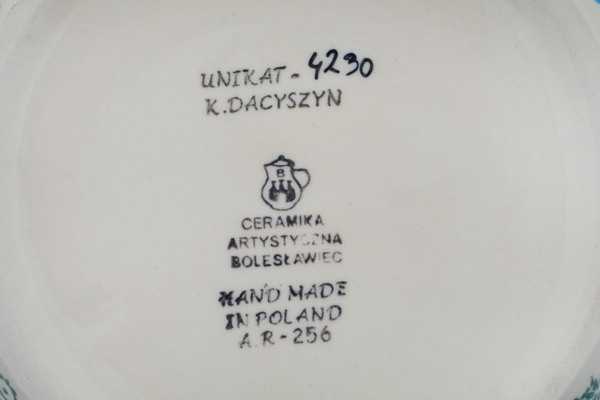 UNIKAT - 4230
K.DACYSZYN
B
CERAMIKA
ARTYSTYCZNA
BOLESŁAWIEC
HAND MADE
IN POLAND
A.R-256